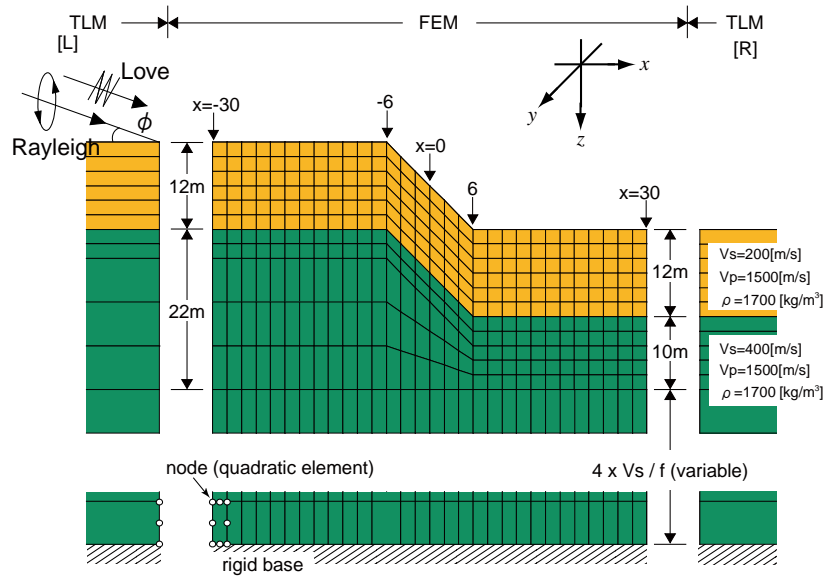 TLM
[L]
FEM
TLM
[R]
Love
Rayleigh
ϕ
x=-30
-6
x=0
6
x=30
x
y
z
12m
22m
12m
10m
Vs=200[m/s]
Vp=1500[m/s]
ρ=1700 [kg/m³]
Vs=400[m/s]
Vp=1500[m/s]
ρ=1700 [kg/m³]
node (quadratic element)
4 x Vs / f (variable)
rigid base